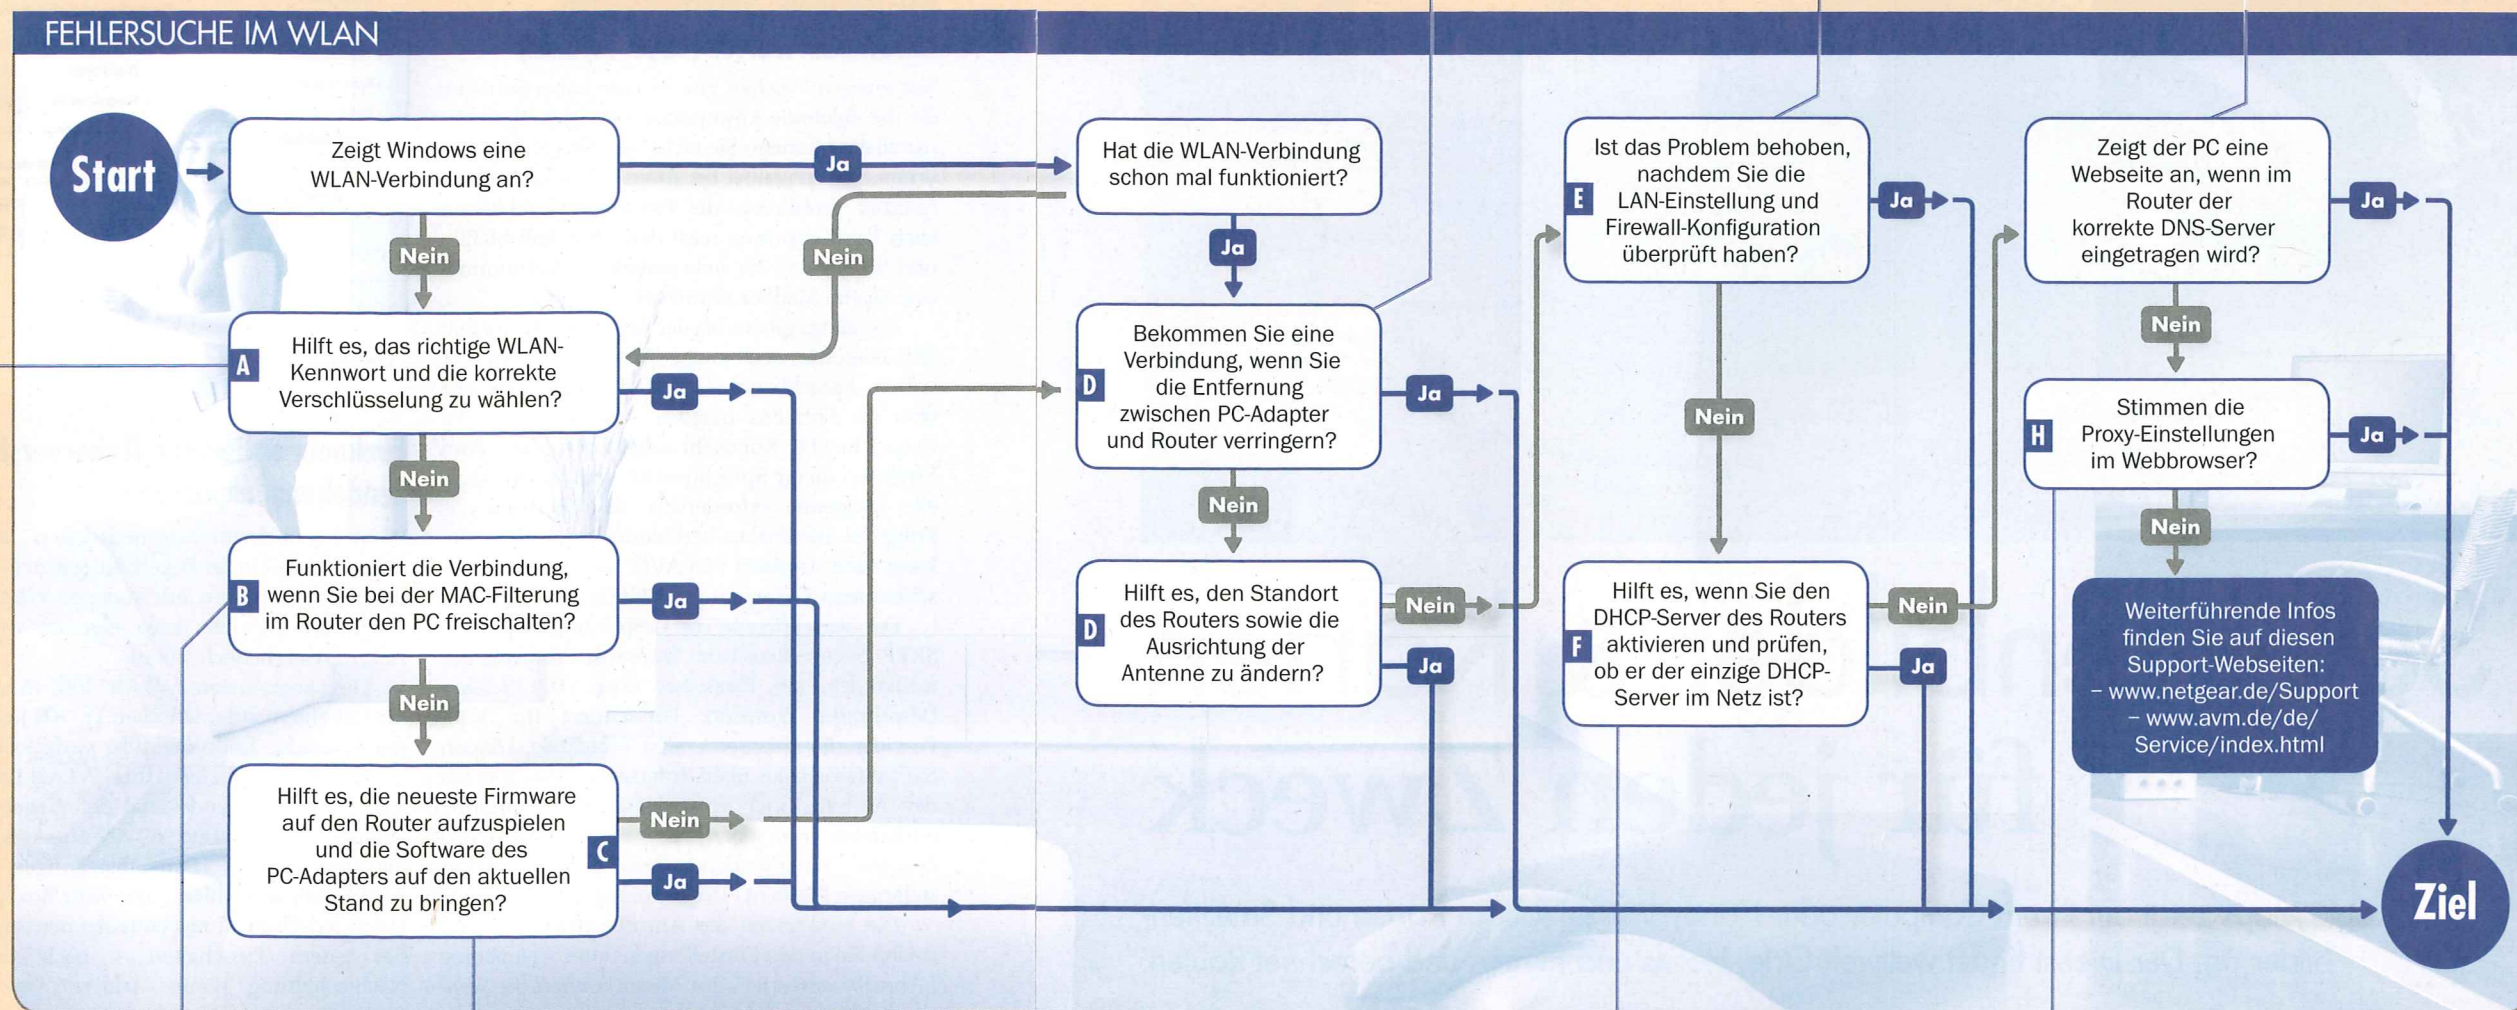 FEHLERSUCHE IM WLAN
Start
Zeigt Windows eine
WLAN-Verbindung an?
Ja
Nein
A
Hilft es, das richtige WLAN-
Kennwort und die korrekte
Verschlüsselung zu wählen?
Ja
Nein
B
Funktioniert die Verbindung,
wenn Sie bei der MAC-Filterung
im Router den PC freischalten?
Ja
Nein
C
Hilft es, die neueste Firmware
auf den Router aufzuspielen
und die Software des
PC-Adapters auf den aktuellen
Stand zu bringen?
Nein
Ja
Hat die WLAN-Verbindung
schon mal funktioniert?
Nein
Ja
D
Bekommen Sie eine
Verbindung, wenn Sie
die Entfernung
zwischen PC-Adapter
und Router verringern?
Ja
Nein
D
Hilft es, den Standort
des Routers sowie die
Ausrichtung der
Antenne zu ändern?
Nein
Ja
E
Ist das Problem behoben,
nachdem Sie die
LAN-Einstellung und
Firewall-Konfiguration
überprüft haben?
Ja
Nein
F
Hilft es, wenn Sie den
DHCP-Server des Routers
aktivieren und prüfen,
ob er der einzige DHCP-
Server im Netz ist?
Nein
Ja
Zeigt der PC eine
Webseite an, wenn im
Router der
korrekte DNS-Server
eingetragen wird?
Ja
Nein
H
Stimmen die
Proxy-Einstellungen
im Webbrowser?
Ja
Nein
Weiterführende Infos
finden Sie auf diesen
Support-Webseiten:
– www.netgear.de/Support
– www.avm.de/de/
Service/index.html
Ziel